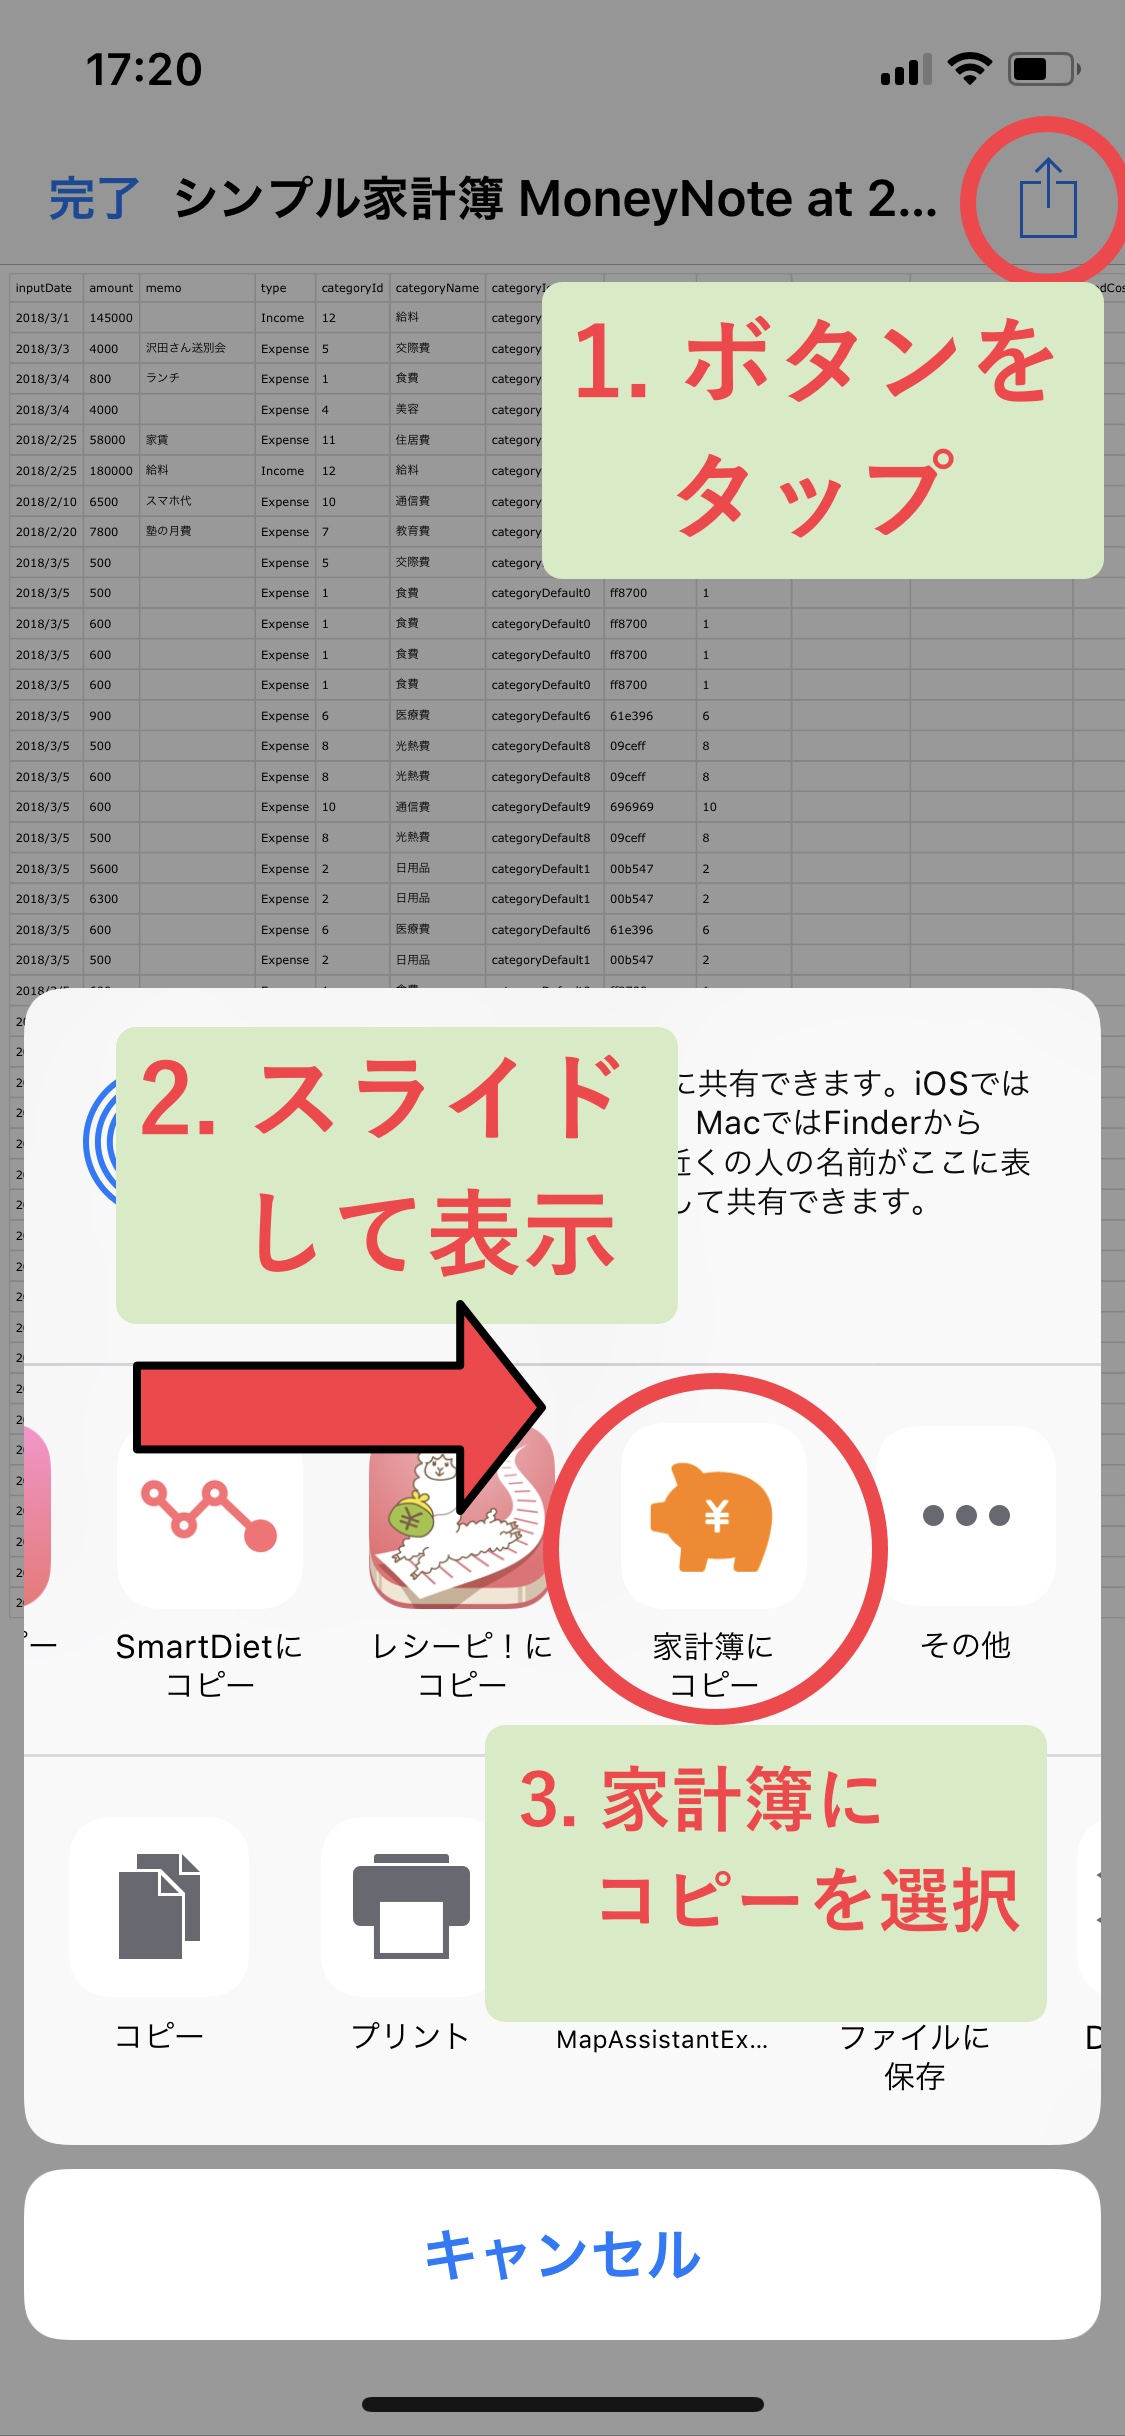 17:20
完了 シンプル家計簿 MoneyNote at 2...
inputDate amount memo type categoryId categoryName
2018/3/1 145000 Income 12 給料 category
2018/3/3 4000 沢田さん送別会 Expense 5 交際費 category
2018/3/4 800 ランチ Expense 1 食費 category
2018/3/4 4000 Expense 4 美容 category
2018/2/25 58000 家賃 Expense 11 住居費 category
2018/2/25 180000 給料 Income 12 給料 category
2018/2/10 6500 スマホ代 Expense 10 通信費 category
2018/2/20 7800 塾の月費 Expense 7 教育費 category
2018/3/5 500 Expense 5 交際費 category
2018/3/5 500 Expense 1 食費 categoryDefault0 ff8700 1
2018/3/5 600 Expense 1 食費 categoryDefault0 ff8700 1
2018/3/5 600 Expense 1 食費 categoryDefault0 ff8700 1
2018/3/5 600 Expense 1 食費 categoryDefault0 ff8700 1
2018/3/5 900 Expense 6 医療費 categoryDefault6 61e396 6
2018/3/5 500 Expense 8 光熱費 categoryDefault8 09ceff 8
2018/3/5 600 Expense 8 光熱費 categoryDefault8 09ceff 8
2018/3/5 600 Expense 10 通信費 categoryDefault9 696969 10
2018/3/5 500 Expense 8 光熱費 categoryDefault8 09ceff 8
2018/3/5 5600 Expense 2 日用品 categoryDefault1 00b547 2
2018/3/5 6300 Expense 2 日用品 categoryDefault1 00b547 2
2018/3/5 600 Expense 6 医療費 categoryDefault6 61e396 6
2018/3/5 500 Expense 2 日用品 categoryDefault1 00b547 2
1. ボタンを
タップ
2. スライド
して表示
に共有できます。iOSでは
MacではFinderから
近くの人の名前がここに表
して共有できます。
SmartDietに
コピー
レシーピ！に
コピー
¥
家計簿に
コピー
その他
3. 家計簿に
コピーを選択
コピー
プリント
MapAssistantEx...
ファイルに
保存
キャンセル